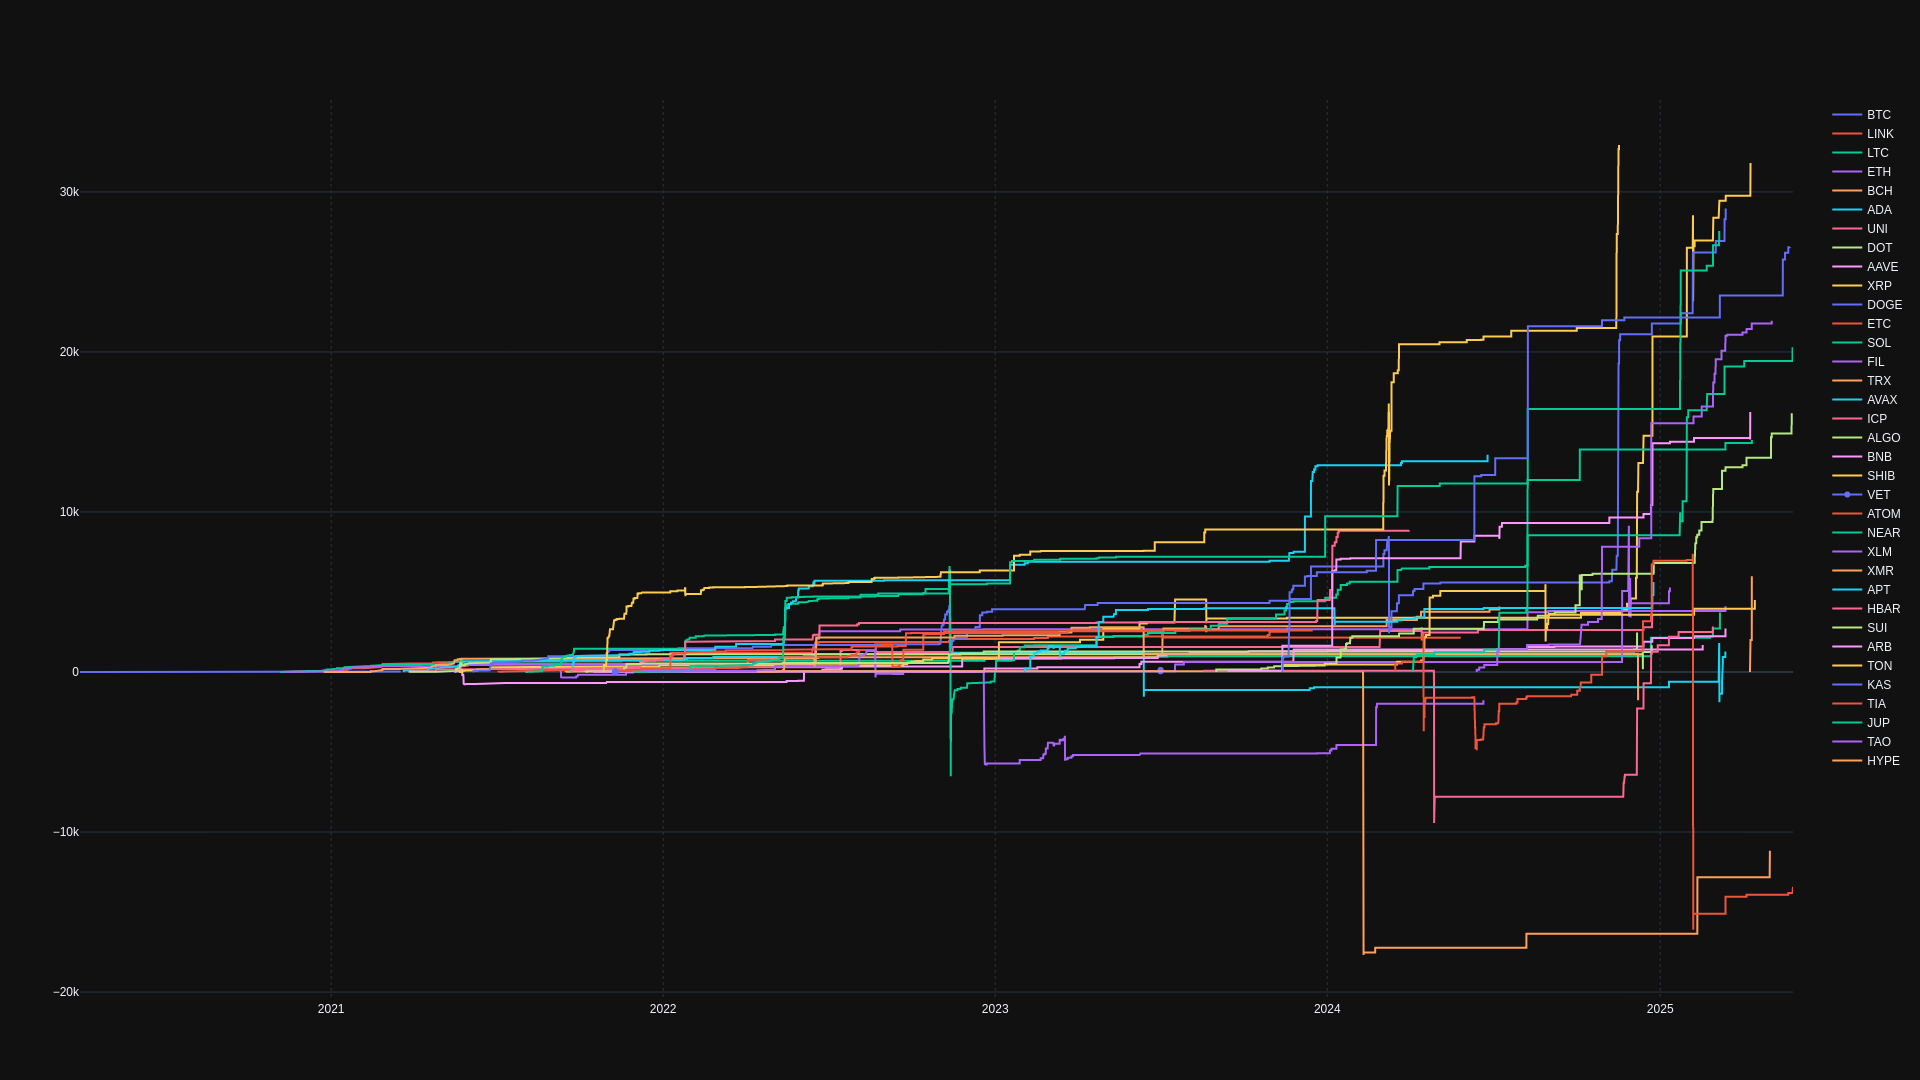 30k
20k
10k
0
−10k
−20k
2021
2022
2023
2024
2025
BTC
LINK
LTC
ETH
BCH
ADA
UNI
DOT
AAVE
XRP
DOGE
ETC
SOL
FIL
TRX
AVAX
ICP
ALGO
BNB
SHIB
VET
ATOM
NEAR
XLM
XMR
APT
HBAR
SUI
ARB
TON
KAS
TIA
JUP
TAO
HYPE